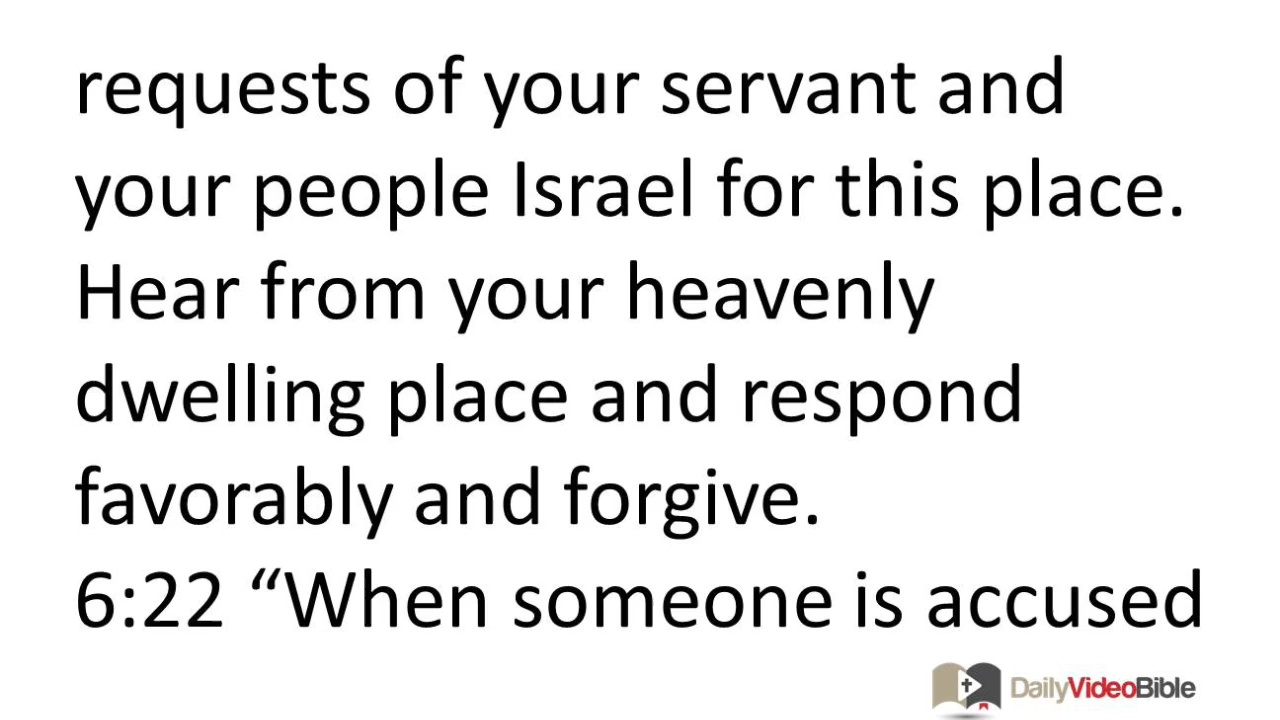 requests of your servant and
your people Israel for this place.
Hear from your heavenly
dwelling place and respond
favorably and forgive.
6:22 “When someone is accused
DailyVideoBible